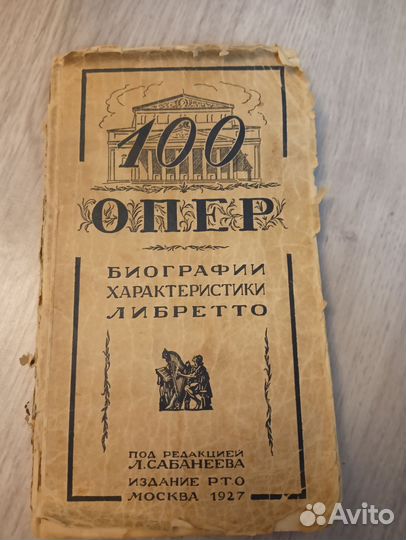 100
ОПЕР
БИОГРАФИИ
ХАРАКТЕРИСТИКИ
ЛИБРЕТТО
ПОД РЕДАКЦИЕЙ
Л. САБАНЕЕВА
ИЗДАНИЕ РТО
МОСКВА 1927
Avito